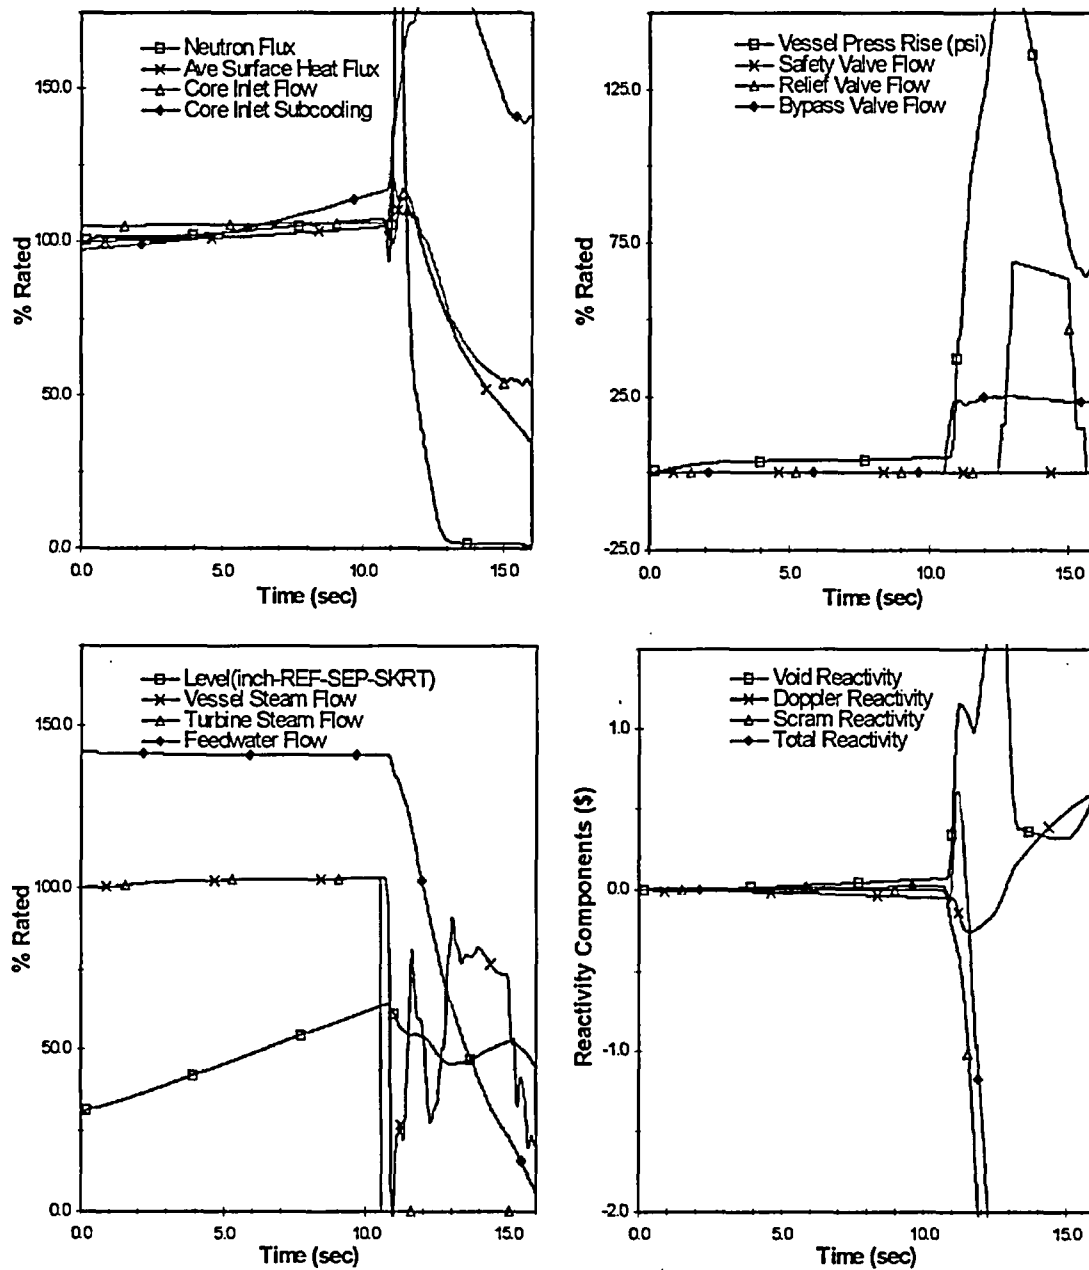 Neutron Flux
Ave Surface Heat Flux
Core Inlet Flow
Core Inlet Subcooling
150.0
100.0
50.0
0.0
% Rated
0.0
5.0
10.0
15.0
Time (sec)
Vessel Press Rise (psi)
Safety Valve Flow
Relief Valve Flow
Bypass Valve Flow
125.0
75.0
25.0
-25.0
% Rated
0.0
5.0
10.0
15.0
Time (sec)
Level(inch-REF-SEP-SKRT)
Vessel Steam Flow
Turbine Steam Flow
Feedwater Flow
150.0
100.0
50.0
0.0
% Rated
0.0
5.0
10.0
15.0
Time (sec)
Void Reactivity
Doppler Reactivity
Scram Reactivity
Total Reactivity
1.0
0.0
-1.0
-2.0
Reactivity Components ($)
0.0
5.0
10.0
15.0
Time (sec)